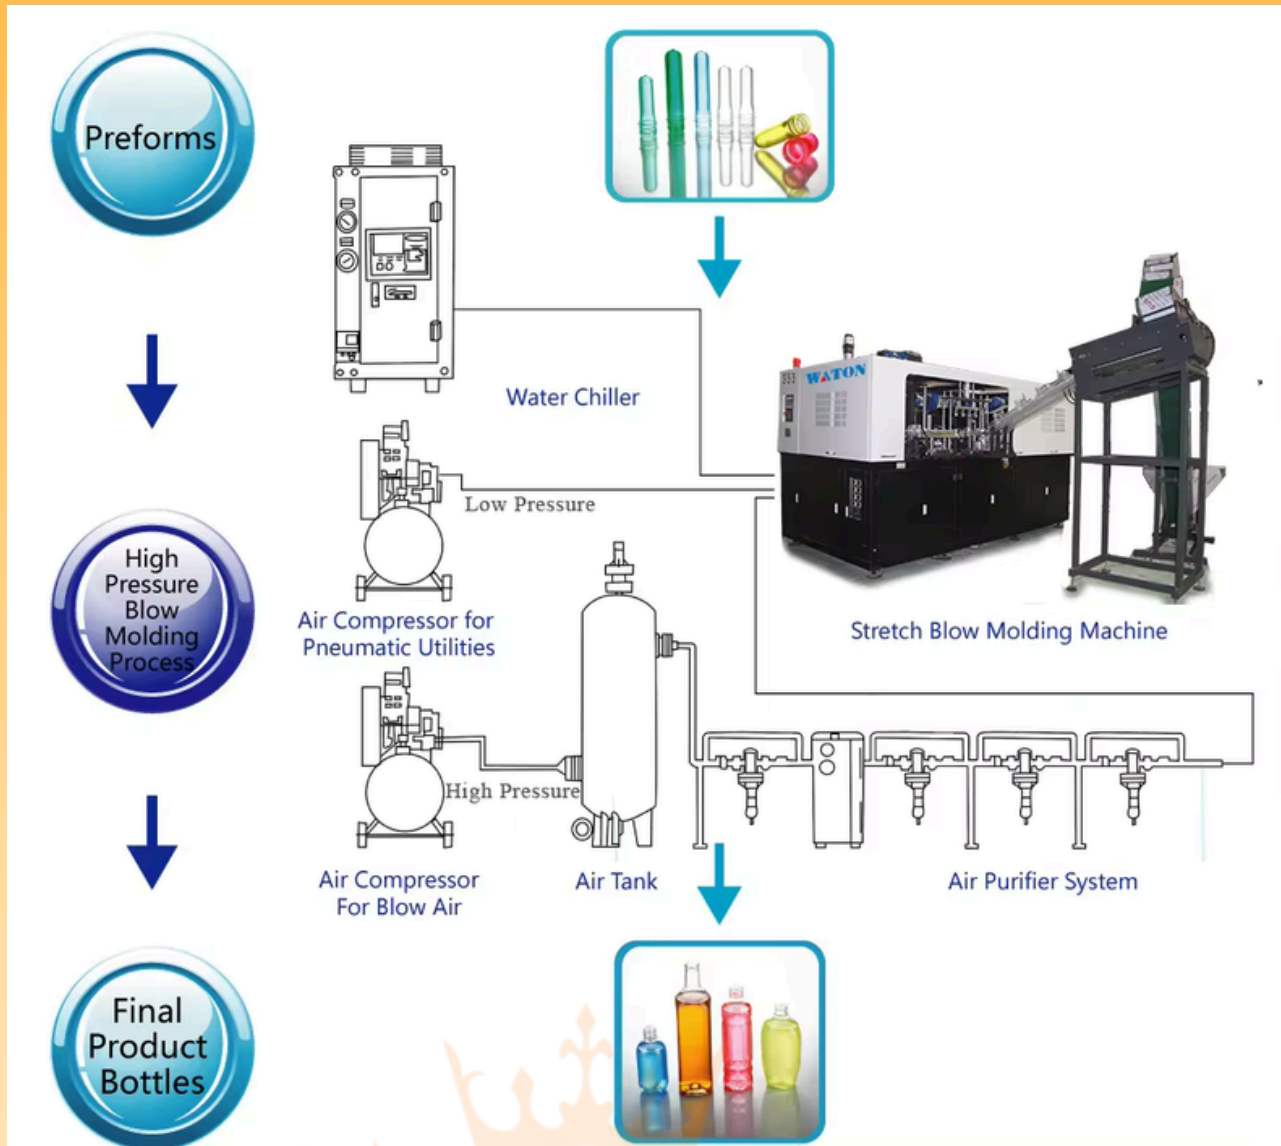 Preforms
WATON
Water Chiller
Low Pressure
High
Pressure
Blow
Molding
Process
Air Compressor for
Pneumatic Utilities
Stretch Blow Molding Machine
High Pressure
Air Compressor
For Blow Air
Air Tank
Air Purifier System
Final
Product
Bottles